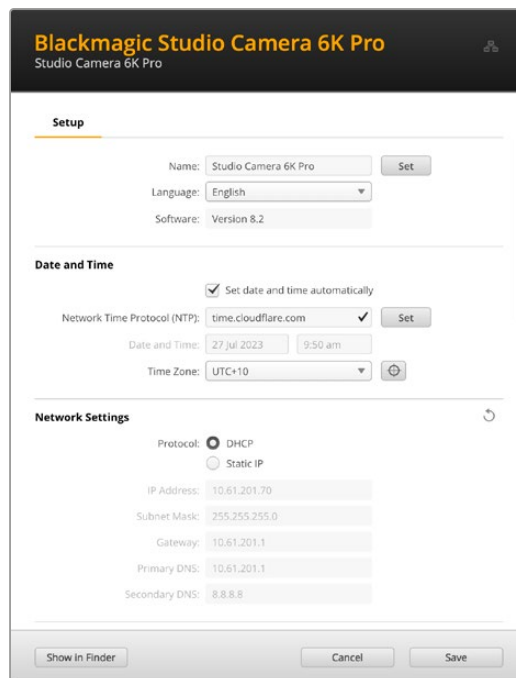 Blackmagic Studio Camera 6K Pro
Studio Camera 6K Pro
Setup
Name: Studio Camera 6K Pro Set
Language: English
Software: Version 8.2
Date and Time
Set date and time automatically
Network Time Protocol (NTP): time.cloudflare.com Set
Date and Time: 27 Jul 2023 9:50 am
Time Zone: UTC+10
Network Settings
Protocol: DHCP
Static IP
IP Address: 10.61.201.70
Subnet Mask: 255.255.255.0
Gateway: 10.61.201.1
Primary DNS: 10.61.201.1
Secondary DNS: 8.8.8.8
Show in Finder Cancel Save